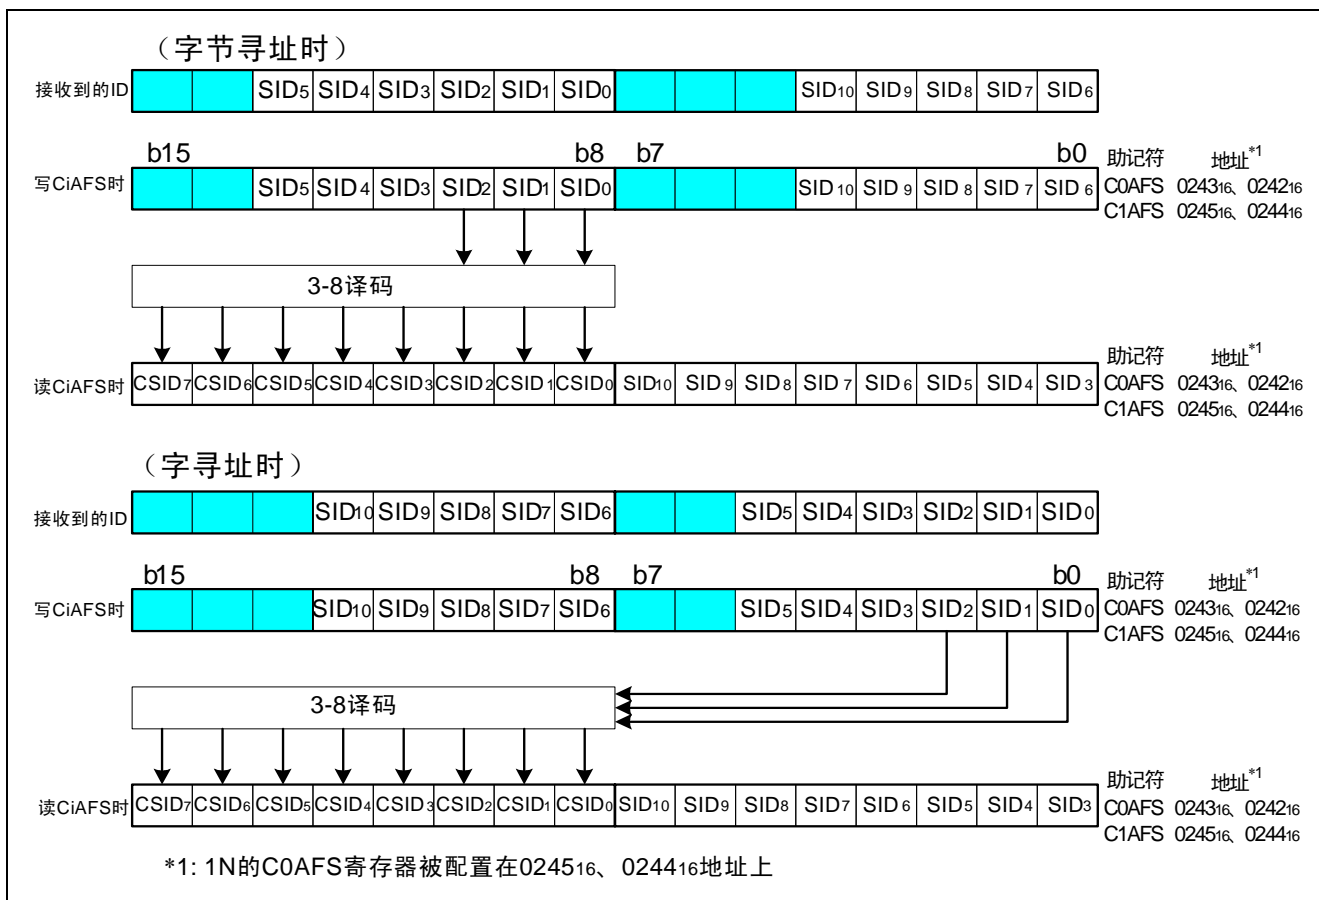 （字节寻址时）
接收到的ID SID5 SID4 SID3 SID2 SID1 SID0 SID10 SID9 SID8 SID7 SID6
b15 b8 b7 b0 助记符 地址*1
写CiAFS时 SID5 SID4 SID3 SID2 SID1 SID0 SID10 SID9 SID8 SID7 SID6 C0AFS 024316、024216
C1AFS 024516、024416
3-8译码
助记符 地址*1
读CiAFS时 CSID7 CSID6 CSID5 CSID4 CSID3 CSID2 CSID1 CSID0 SID10 SID9 SID8 SID7 SID6 SID5 SID4 SID3 C0AFS 024316、024216
C1AFS 024516、024416
（字寻址时）
接收到的ID SID10 SID9 SID8 SID7 SID6 SID5 SID4 SID3 SID2 SID1 SID0
b15 b8 b7 b0 助记符 地址*1
写CiAFS时 SID10 SID9 SID8 SID7 SID6 SID5 SID4 SID3 SID2 SID1 SID0 C0AFS 024316、024216
C1AFS 024516、024416
3-8译码
助记符 地址*1
读CiAFS时 CSID7 CSID6 CSID5 CSID4 CSID3 CSID2 CSID1 CSID0 SID10 SID9 SID8 SID7 SID6 SID5 SID4 SID3 C0AFS 024316、024216
C1AFS 024516、024416
*1: 1N的C0AFS寄存器被配置在024516、024416地址上